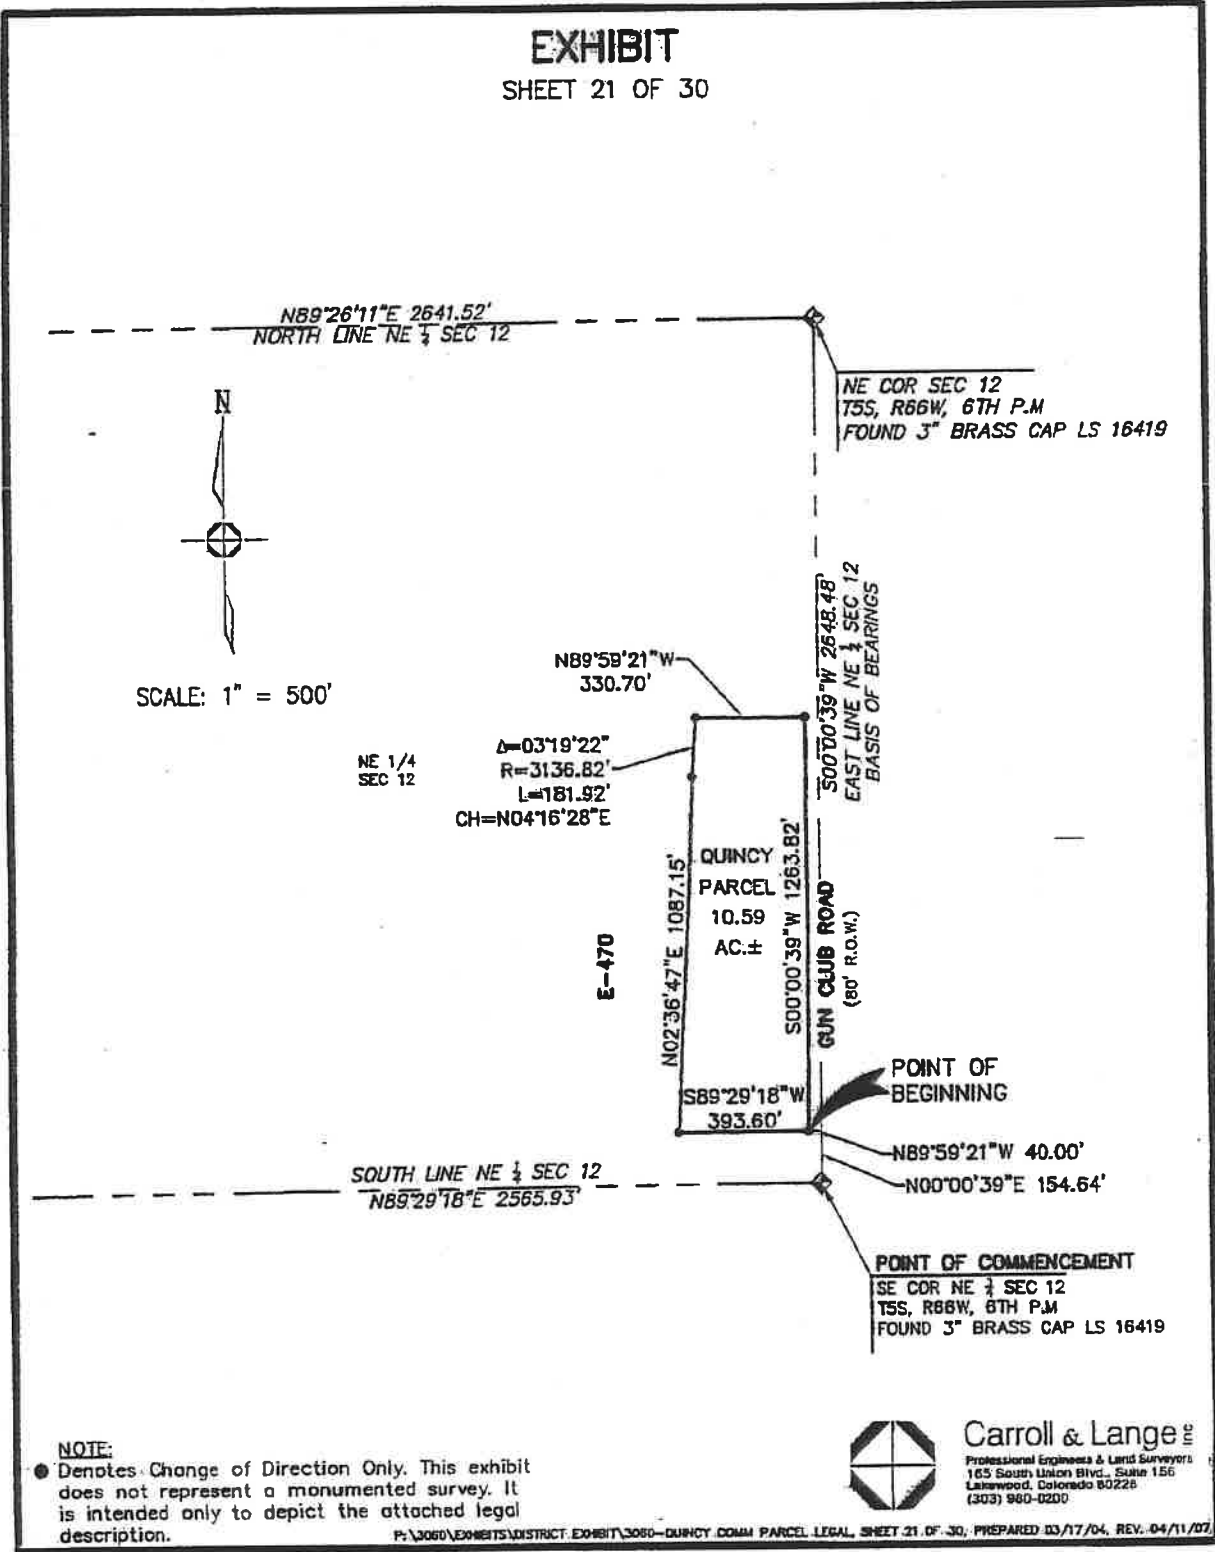 EXHIBIT
SHEET 21 OF 30
N89°26'11"E 2641.52'
NORTH LINE NE ¼ SEC 12
NE COR SEC 12
T5S, R66W, 6TH P.M
FOUND 3" BRASS CAP LS 16419
N
SCALE: 1" = 500'
S00°00'39"W 2648.48'
EAST LINE NE ¼ SEC 12
BASIS OF BEARINGS
N89°59'21"W
330.70'
NE 1/4
SEC 12
Δ=03°19'22"
R=3136.82'
L=181.92'
CH=N04°16'28"E
QUINCY
PARCEL
10.59
AC.±
N02°36'47"E 1087.15'
S00°00'39"W 1263.82'
E-470
GUN CLUB ROAD
(80' R.O.W.)
POINT OF
BEGINNING
S89°29'18"W
393.60'
N89°59'21"W 40.00'
N00°00'39"E 154.64'
SOUTH LINE NE ¼ SEC 12
N89°29'18"E 2565.93'
POINT OF COMMENCEMENT
SE COR NE ¼ SEC 12
T5S, R66W, 6TH P.M
FOUND 3" BRASS CAP LS 16419
NOTE:
● Denotes Change of Direction Only. This exhibit
does not represent a monumented survey. It
is intended only to depict the attached legal
description.
Carroll & Lange Inc
Professional Engineers & Land Surveyors
165 South Union Blvd., Suite 156
Lakewood, Colorado 80228
(303) 980-0200
P:\3060\EXHIBITS\DISTRICT EXHIBIT\3060-QUINCY COMM PARCEL LEGAL, SHEET 21 OF 30, PREPARED 03/17/04, REV. 04/11/07